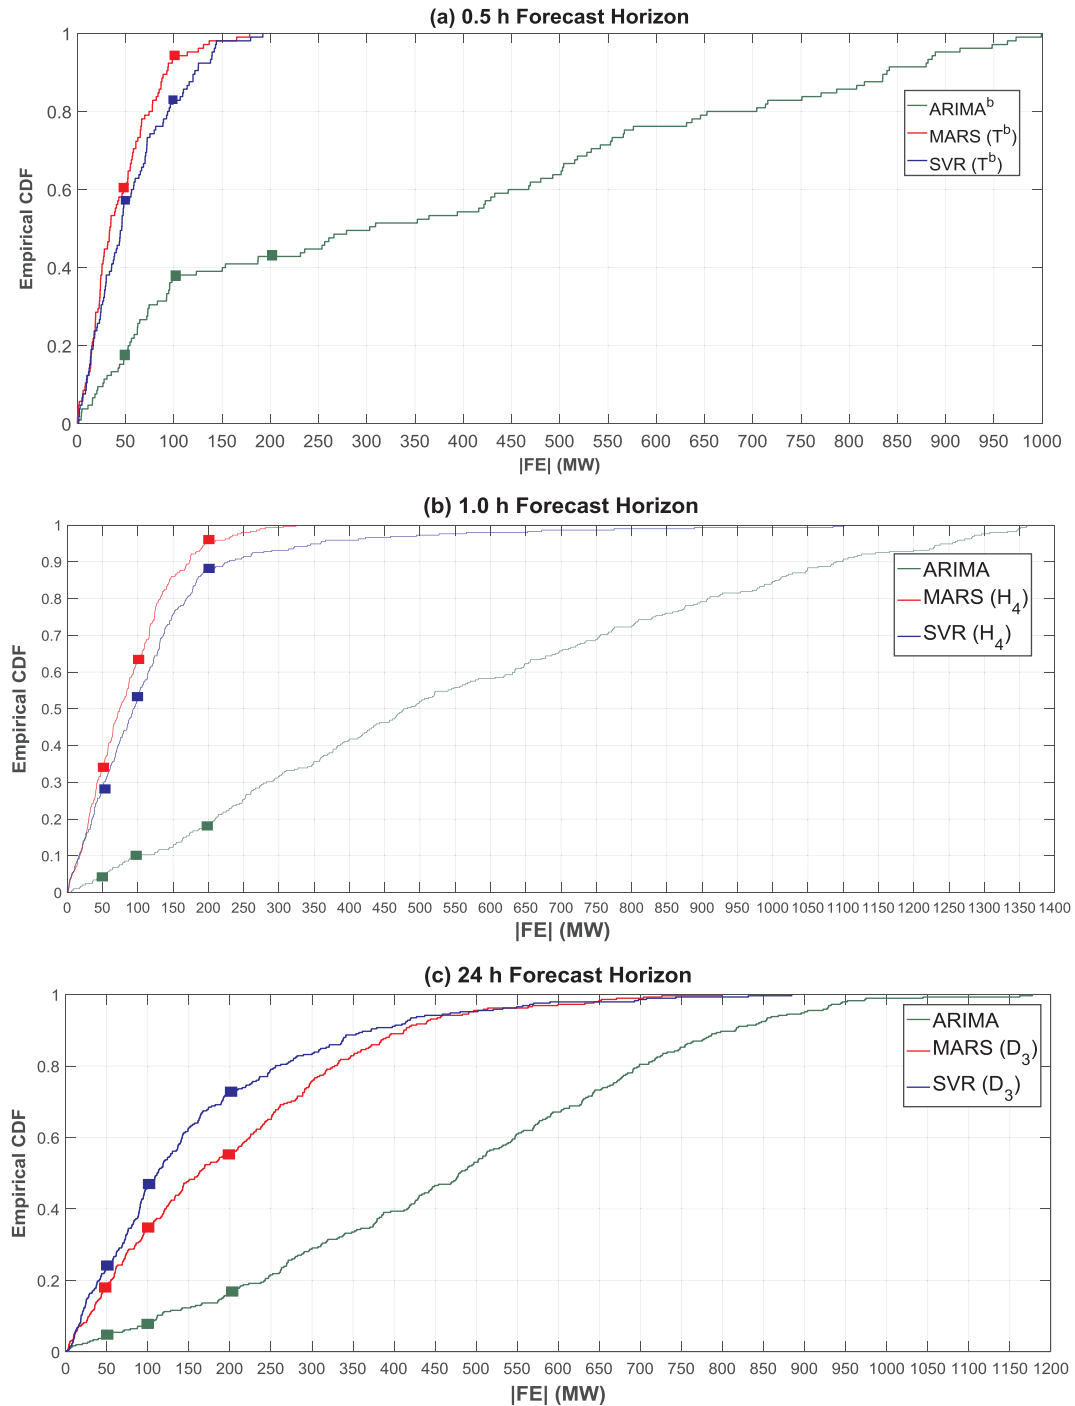 (a) 0.5 h Forecast Horizon
1
0.8
0.6
0.4
0.2
0
Empirical CDF
ARIMA^b
MARS (T^b)
SVR (T^b)
0 50 100 150 200 250 300 350 400 450 500 550 600 650 700 750 800 850 900 950 1000
|FE| (MW)
(b) 1.0 h Forecast Horizon
1
0.9
0.8
0.7
0.6
0.5
0.4
0.3
0.2
0.1
0
Empirical CDF
ARIMA
MARS (H_4)
SVR (H_4)
0 50 100 150 200 250 300 350 400 450 500 550 600 650 700 750 800 850 900 950 1000 1050 1100 1150 1200 1250 1300 1350 1400
|FE| (MW)
(c) 24 h Forecast Horizon
1
0.8
0.6
0.4
0.2
0
Empirical CDF
ARIMA
MARS (D_3)
SVR (D_3)
0 50 100 150 200 250 300 350 400 450 500 550 600 650 700 750 800 850 900 950 1000 1050 1100 1150 1200
|FE| (MW)